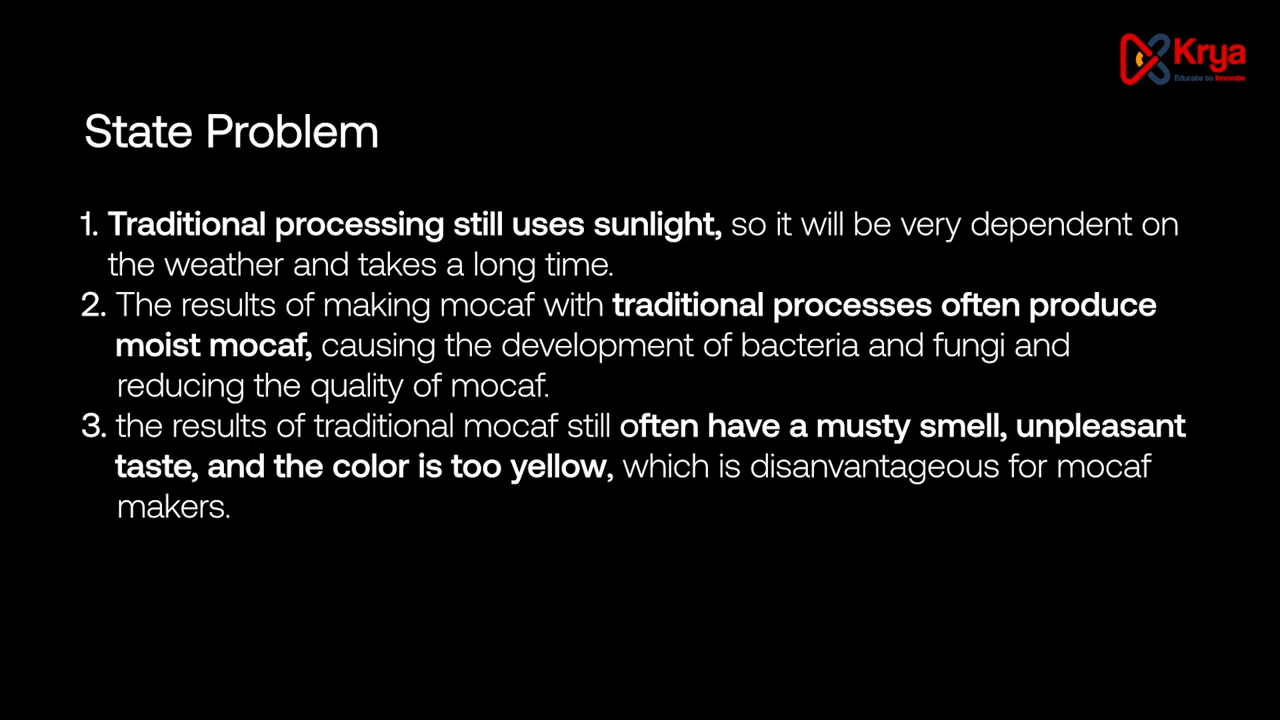 Krya
Educate to Innovate
State Problem
1. Traditional processing still uses sunlight, so it will be very dependent on
the weather and takes a long time.
2. The results of making mocaf with traditional processes often produce
moist mocaf, causing the development of bacteria and fungi and
reducing the quality of mocaf.
3. the results of traditional mocaf still often have a musty smell, unpleasant
taste, and the color is too yellow, which is disanvantageous for mocaf
makers.